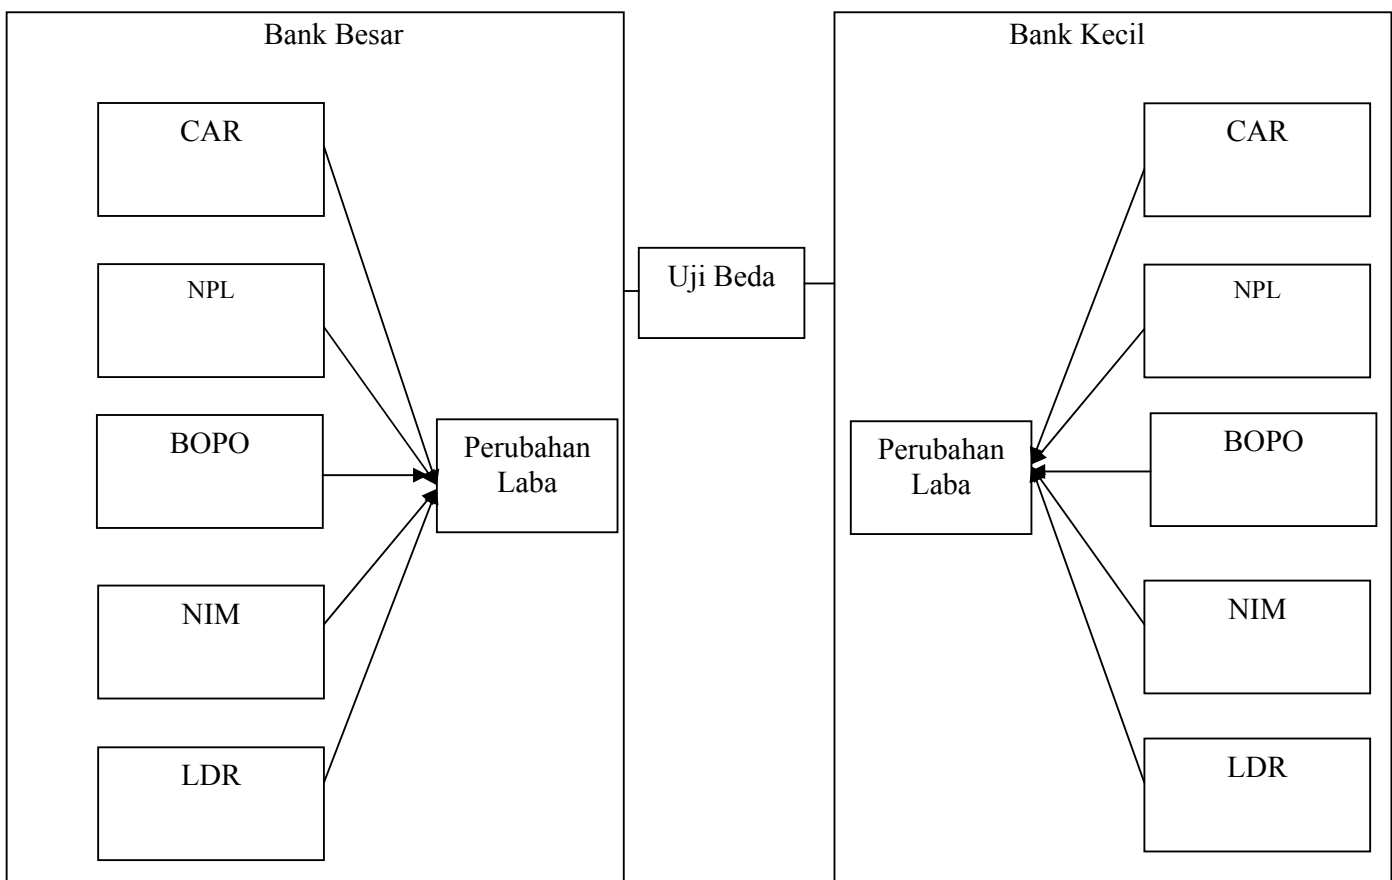 Bank Besar
CAR
NPL
BOPO
NIM
LDR
Perubahan
Laba
Uji Beda
Bank Kecil
CAR
NPL
BOPO
NIM
LDR
Perubahan
Laba